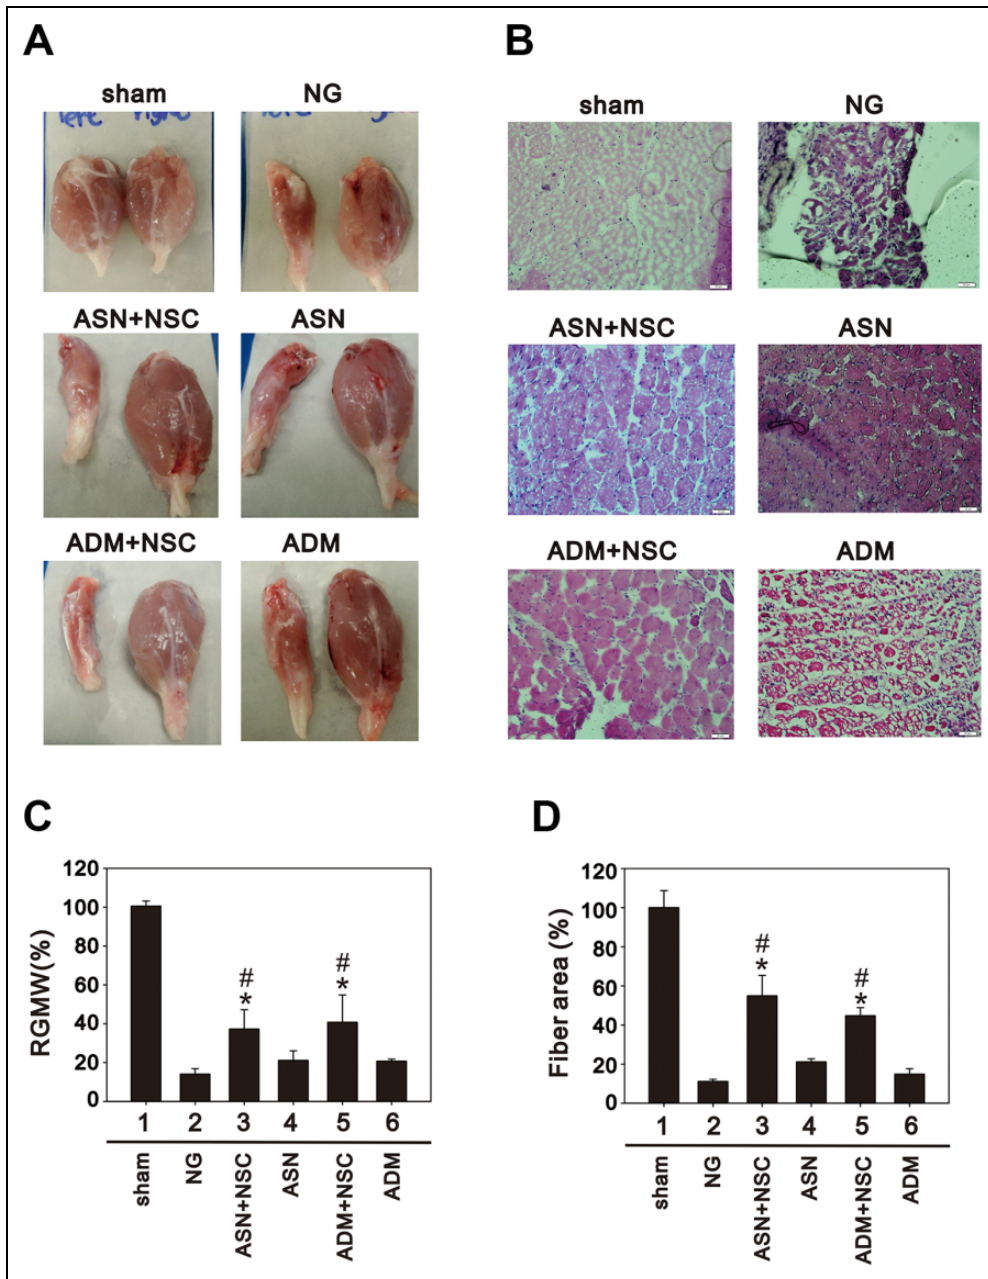 A
B
sham
NG
left right
left
sham
NG
ASN+NSC
ASN
ASN+NSC
ASN
ADM+NSC
ADM
ADM+NSC
ADM
C
D
RGMW(%)
120
100
80
60
40
20
0
#
*
#
*
1 2 3 4 5 6
sham
NG
ASN+NSC
ASN
ADM+NSC
ADM
Fiber area (%)
120
100
80
60
40
20
0
#
*
#
*
1 2 3 4 5 6
sham
NG
ASN+NSC
ASN
ADM+NSC
ADM